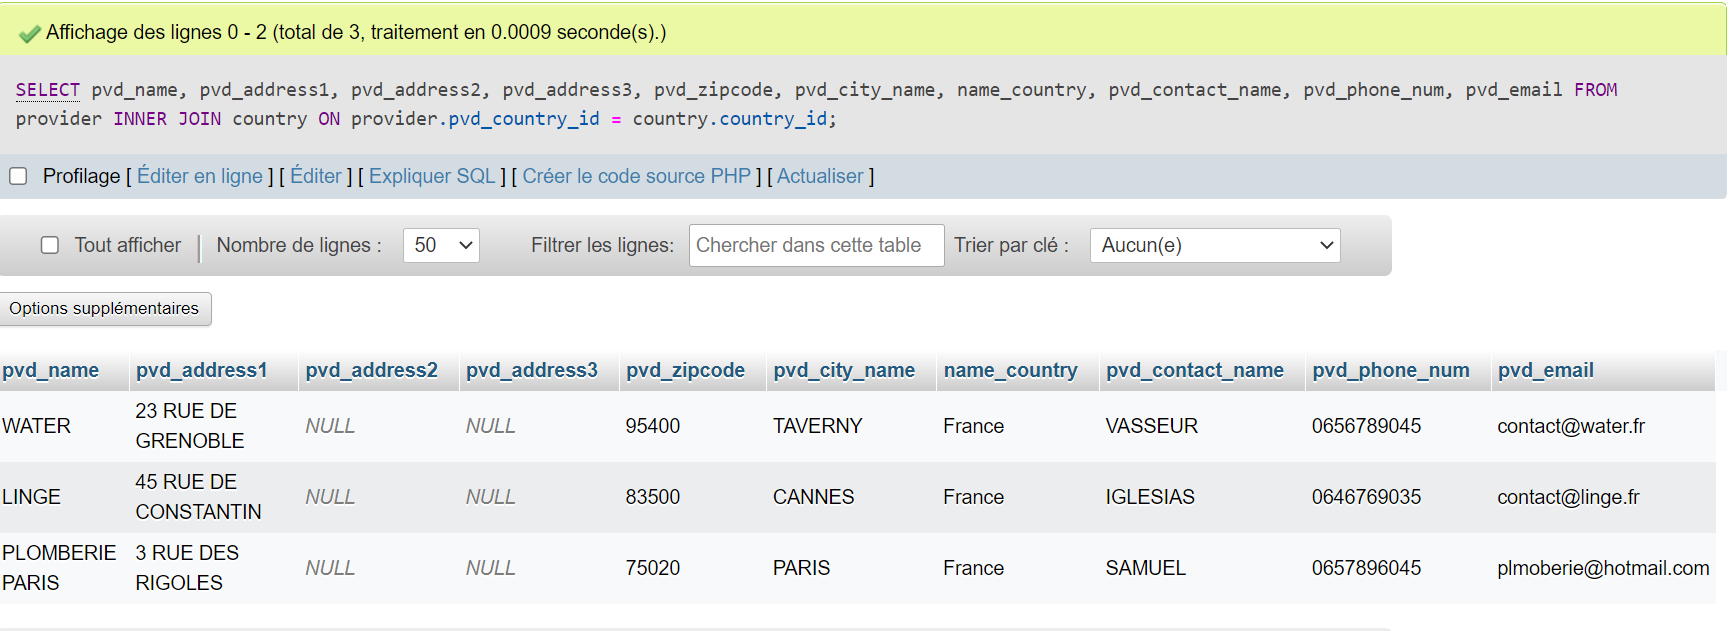 Affichage des lignes 0 - 2 (total de 3, traitement en 0.0009 seconde(s).)
SELECT pvd_name, pvd_address1, pvd_address2, pvd_address3, pvd_zipcode, pvd_city_name, name_country, pvd_contact_name, pvd_phone_num, pvd_email FROM
provider INNER JOIN country ON provider.pvd_country_id = country.country_id;
Profilage [ Éditer en ligne ] [ Éditer ] [ Expliquer SQL ] [ Créer le code source PHP ] [ Actualiser ]
Tout afficher Nombre de lignes : 50 Filtrer les lignes: Chercher dans cette table Trier par clé : Aucun(e)
Options supplémentaires
pvd_name pvd_address1 pvd_address2 pvd_address3 pvd_zipcode pvd_city_name name_country pvd_contact_name pvd_phone_num pvd_email
WATER 23 RUE DE GRENOBLE NULL NULL 95400 TAVERNY France VASSEUR 0656789045 contact@water.fr
LINGE 45 RUE DE CONSTANTIN NULL NULL 83500 CANNES France IGLESIAS 0646769035 contact@linge.fr
PLOMBERIE PARIS 3 RUE DES RIGOLES NULL NULL 75020 PARIS France SAMUEL 0657896045 plmoberie@hotmail.com